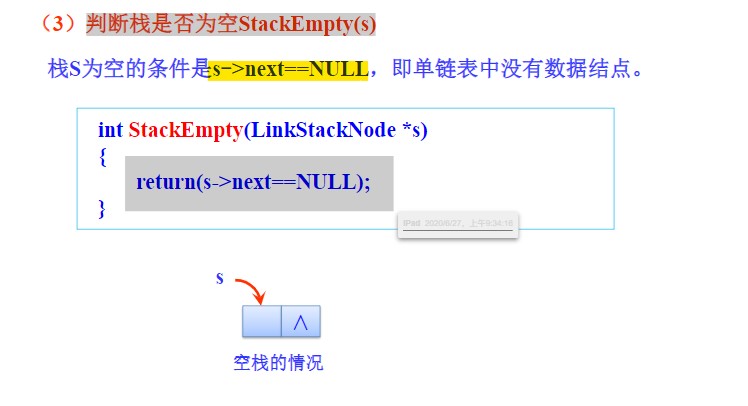 （3）判断栈是否为空StackEmpty(s)
栈S为空的条件是s->next==NULL，即单链表中没有数据结点。
int StackEmpty(LinkStackNode *s)
{
return(s->next==NULL);
}
iPad 2020/6/27，上午9:34:16
s
∧
空栈的情况